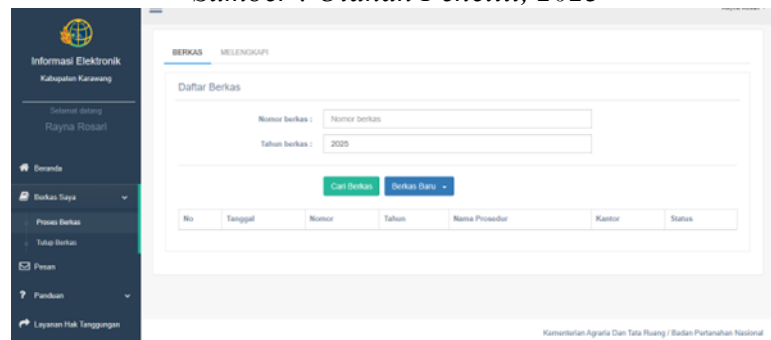 Sumber : Olahan Peneliti, 2025
Informasi Elektronik
Kabupaten Karawang
Selamat datang
Rayna Rosari
Beranda
Berkas Saya
Proses Berkas
Tutup Berkas
Pesan
? Panduan
Layanan Hak Tanggungan
Rayna Rosari
BERKAS MELENGKAPI
Daftar Berkas
Nomor berkas : Nomor berkas
Tahun berkas : 2025
Cari Berkas Berkas Baru
No Tanggal Nomor Tahun Nama Prosedur Kantor Status
Kementerian Agraria Dan Tata Ruang / Badan Pertanahan Nasional